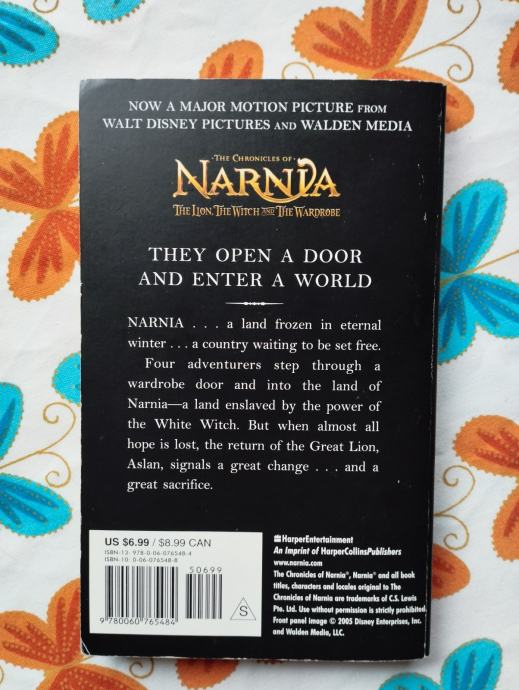 NOW A MAJOR MOTION PICTURE FROM
WALT DISNEY PICTURES AND WALDEN MEDIA
·THE CHRONICLES OF·
NARNIA
THE LION, THE WITCH AND THE WARDROBE
THEY OPEN A DOOR
AND ENTER A WORLD
NARNIA . . . a land frozen in eternal
winter . . . a country waiting to be set free.
Four adventurers step through a
wardrobe door and into the land of
Narnia—a land enslaved by the power of
the White Witch. But when almost all
hope is lost, the return of the Great Lion,
Aslan, signals a great change . . . and a
great sacrifice.
US $6.99 / $8.99 CAN
ISBN-13: 978-0-06-076548-4
ISBN-10: 0-06-076548-8
50699
9 780060 765484
S
HarperEntertainment
An Imprint of HarperCollinsPublishers
www.narnia.com
The Chronicles of Narnia®, Narnia® and all book
titles, characters and locales original to The
Chronicles of Narnia are trademarks of C.S. Lewis
Pte. Ltd. Use without permission is strictly prohibited.
Front panel image © 2005 Disney Enterprises, Inc.
and Walden Media, LLC.